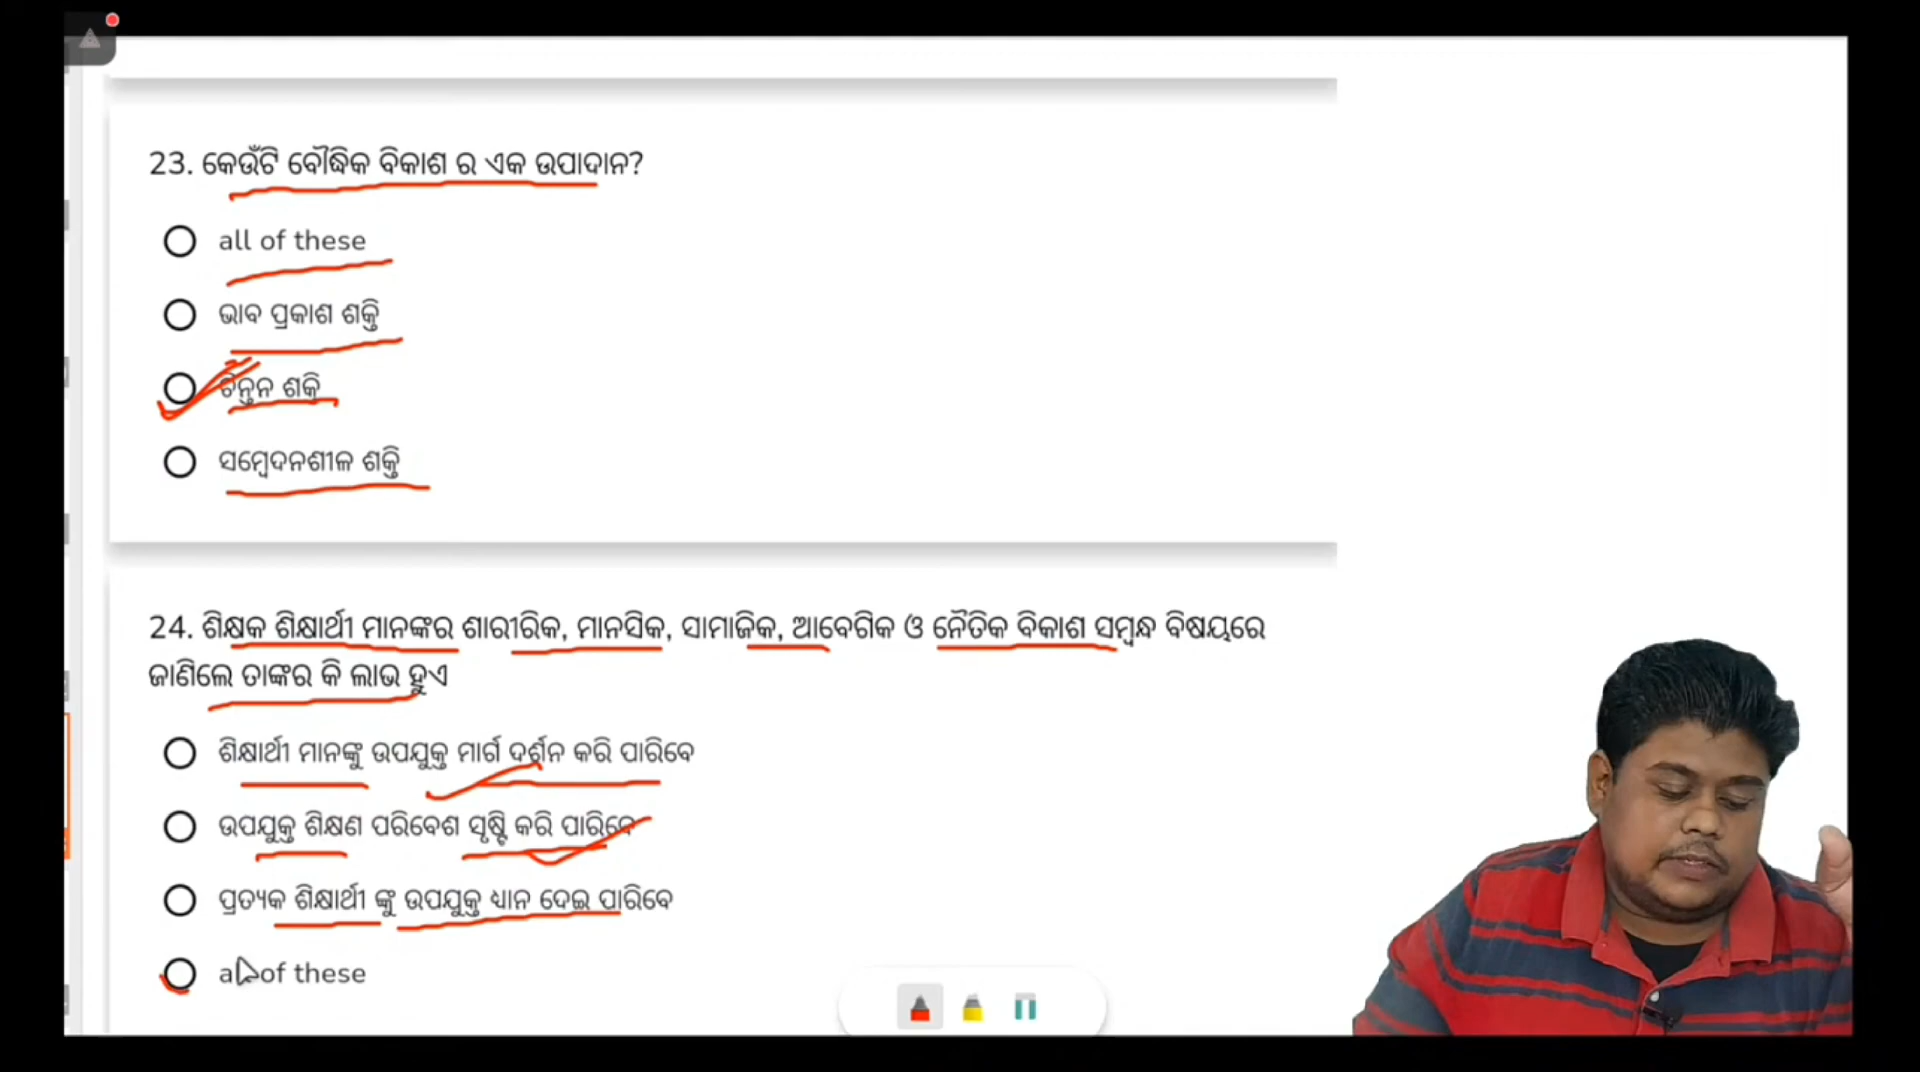 23. କେଉଁଟି ବୌଦ୍ଧିକ ବିକାଶ ର ଏକ ଉପାଦାନ?
all of these
ଭାବ ପ୍ରକାଶ ଶକ୍ତି
ଚିନ୍ତନ ଶକ୍ତି
ସମ୍ବେଦନଶୀଳ ଶକ୍ତି
24. ଶିକ୍ଷକ ଶିକ୍ଷାର୍ଥୀ ମାନଙ୍କର ଶାରୀରିକ, ମାନସିକ, ସାମାଜିକ, ଆବେଗିକ ଓ ନୈତିକ ବିକାଶ ସମ୍ବନ୍ଧ ବିଷୟରେ
ଜାଣିଲେ ତାଙ୍କର କି ଲାଭ ହୁଏ
ଶିକ୍ଷାର୍ଥୀ ମାନଙ୍କୁ ଉପଯୁକ୍ତ ମାର୍ଗ ଦର୍ଶନ କରି ପାରିବେ
ଉପଯୁକ୍ତ ଶିକ୍ଷଣ ପରିବେଶ ସୃଷ୍ଟି କରି ପାରିବେ
ପ୍ରତ୍ୟକ ଶିକ୍ଷାର୍ଥୀ ଙ୍କୁ ଉପଯୁକ୍ତ ଧ୍ୟାନ ଦେଇ ପାରିବେ
all of these